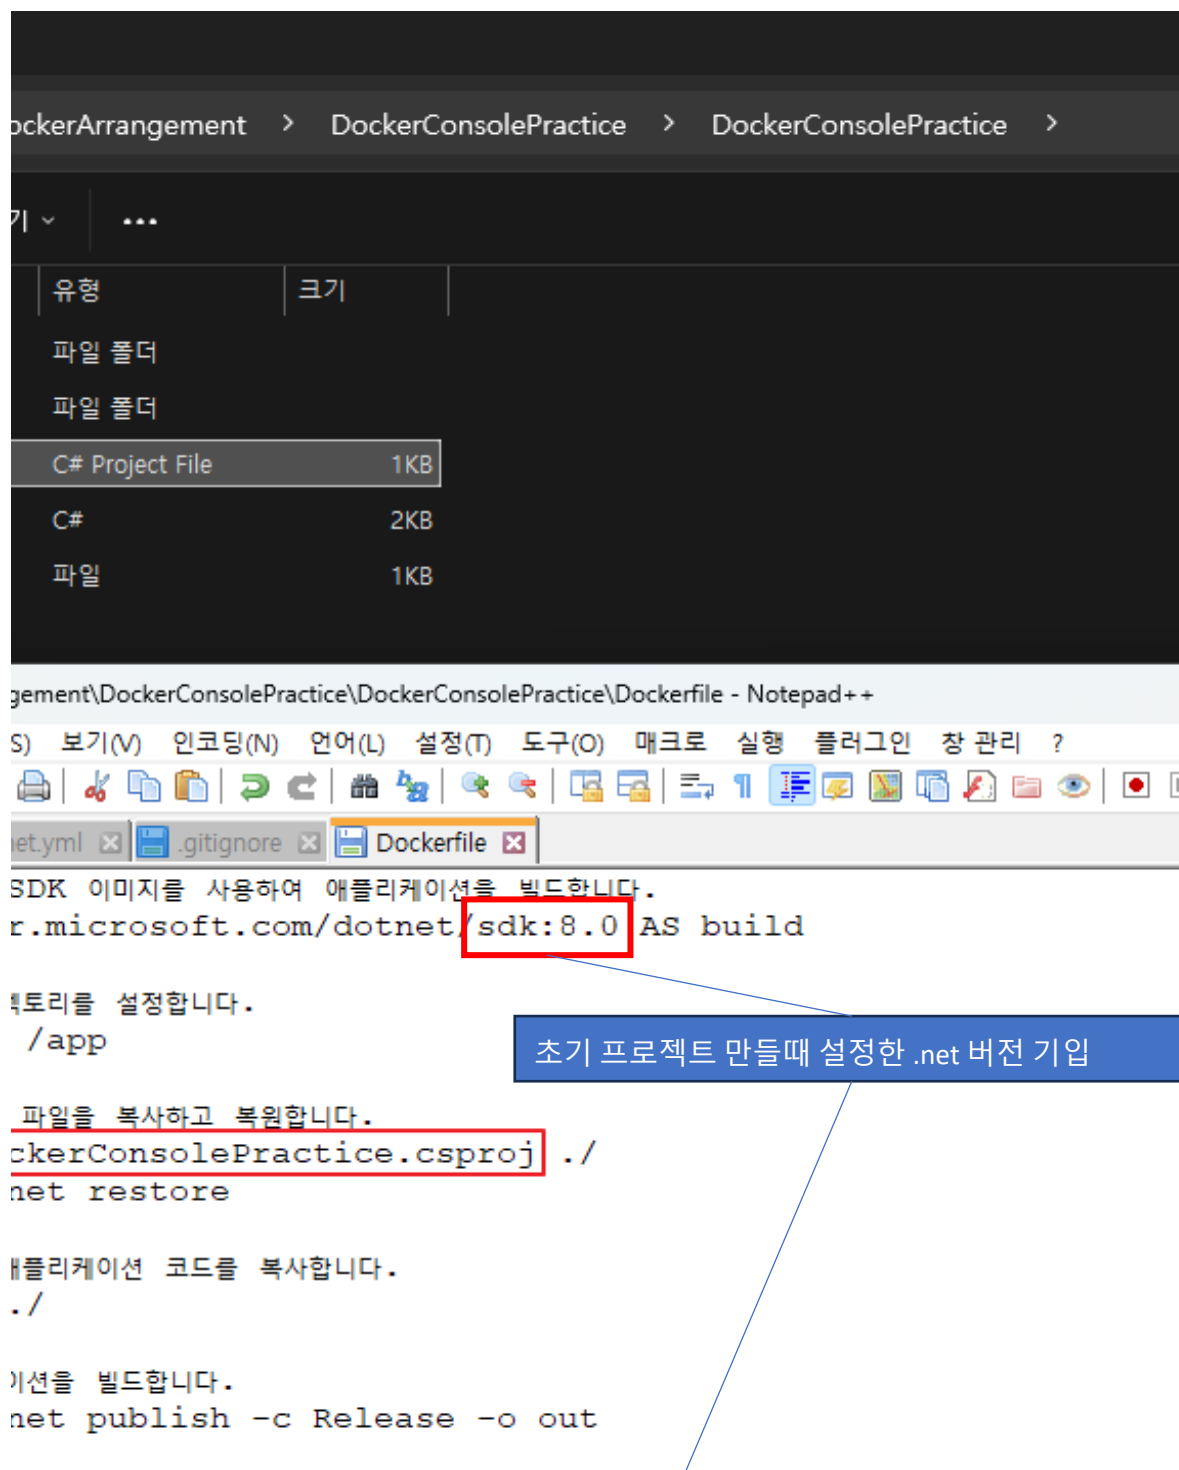 ockerArrangement > DockerConsolePractice > DockerConsolePractice >
기
유형 크기
파일 폴더
파일 폴더
C# Project File 1KB
C# 2KB
파일 1KB
gement\DockerConsolePractice\DockerConsolePractice\Dockerfile - Notepad++
S) 보기(V) 인코딩(N) 언어(L) 설정(T) 도구(O) 매크로 실행 플러그인 창 관리 ?
net.yml .gitignore Dockerfile
SDK 이미지를 사용하여 애플리케이션을 빌드합니다.
r.microsoft.com/dotnet/sdk:8.0 AS build
렉토리를 설정합니다.
/app
초기 프로젝트 만들때 설정한 .net 버전 기입
파일을 복사하고 복원합니다.
ckerConsolePractice.csproj ./
net restore
애플리케이션 코드를 복사합니다.
./
이션을 빌드합니다.
net publish -c Release -o out